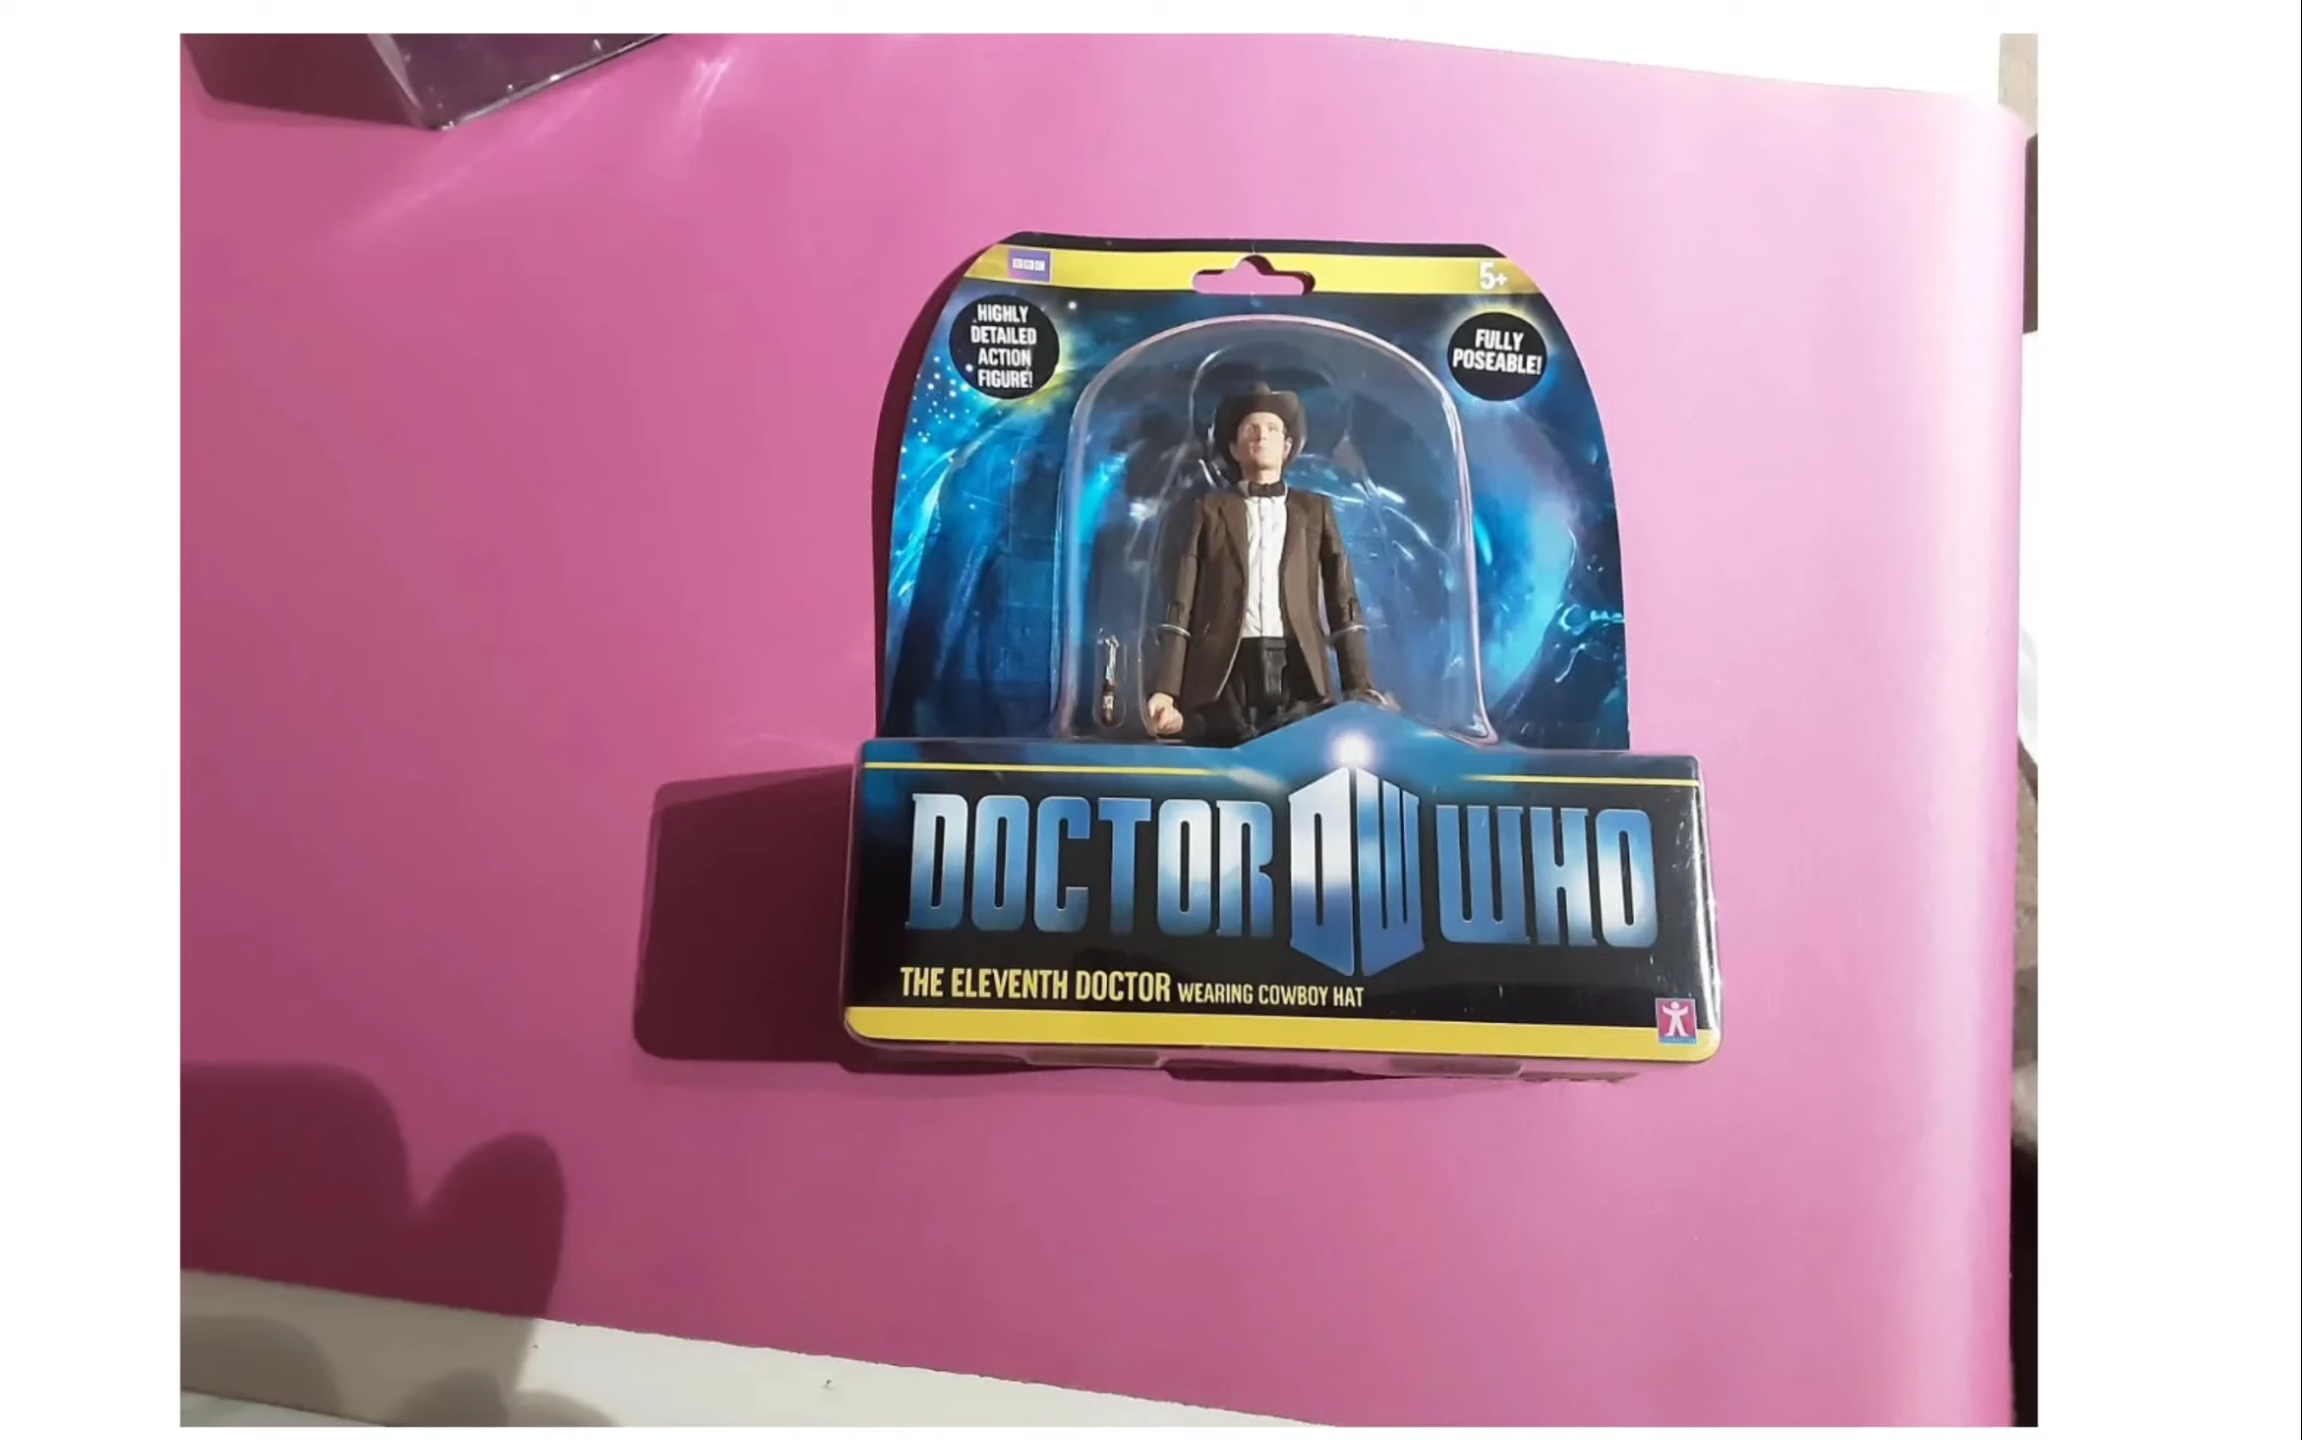 BBC
5+
HIGHLY
DETAILED
ACTION
FIGURE!
FULLY
POSEABLE!
DOCTOR DW WHO
THE ELEVENTH DOCTOR WEARING COWBOY HAT